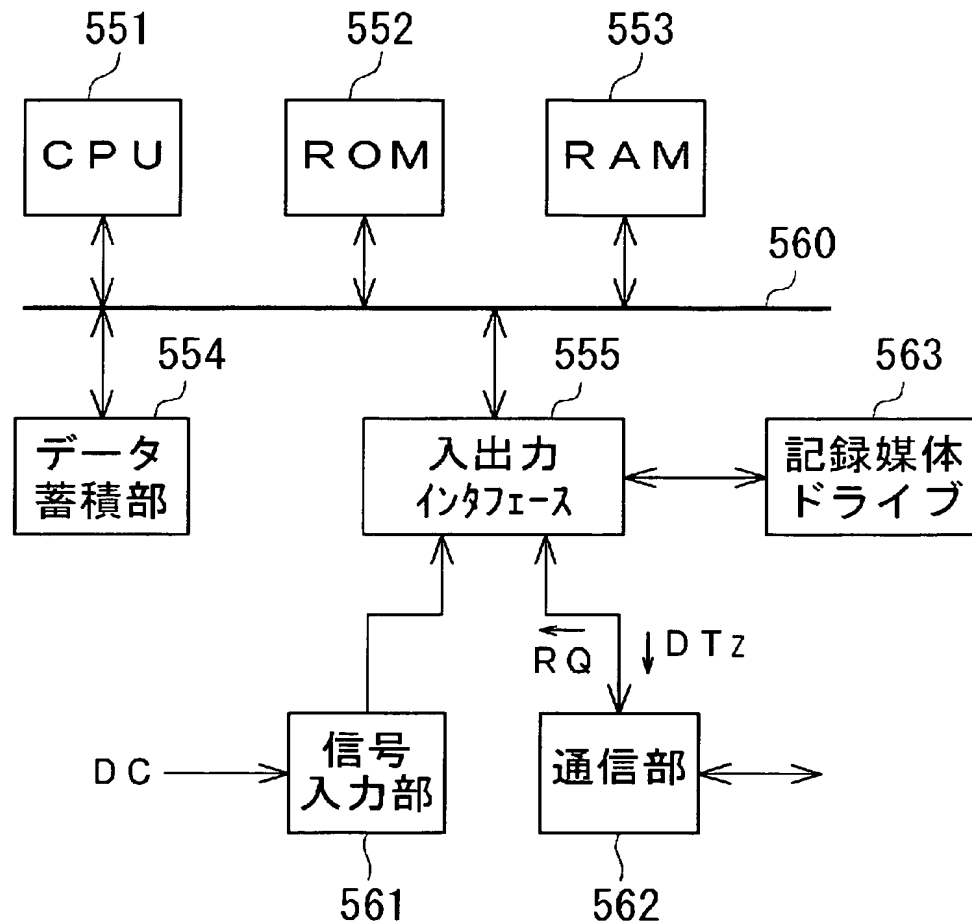 551
552
553
CPU
ROM
RAM
560
554
555
563
データ
蓄積部
入出力
インタフェース
記録媒体
ドライブ
RQ
DTz
DC
信号
入力部
通信部
561
562